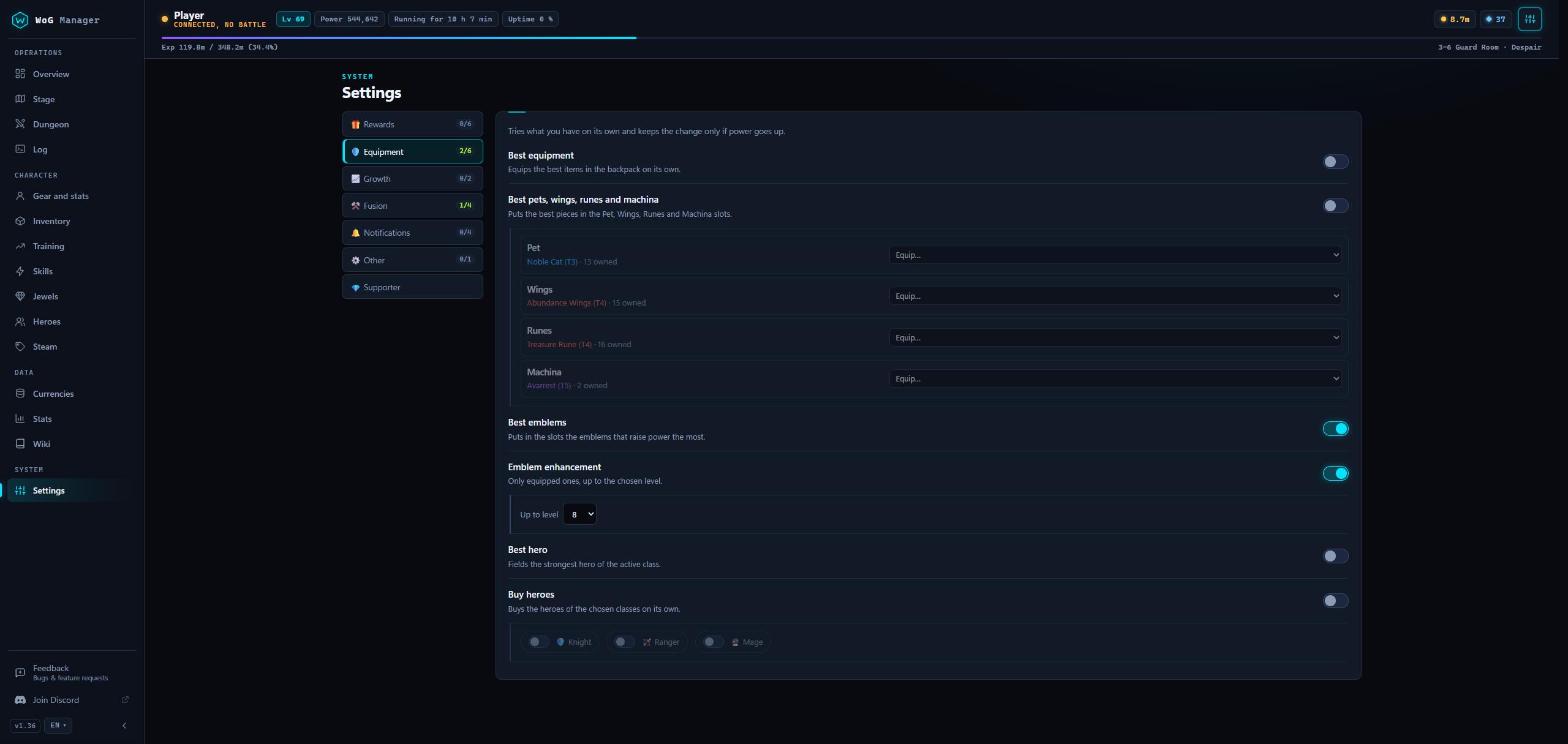 WoG Manager
OPERATIONS
Overview
Stage
Dungeon
Log
CHARACTER
Gear and stats
Inventory
Training
Skills
Jewels
Heroes
Steam
DATA
Currencies
Stats
Wiki
SYSTEM
Settings
Feedback
Bugs & feature requests
Join Discord
v1.36 EN
Player
CONNECTED, NO BATTLE
Lv 69 Power 544,642 Running for 10 h 7 min Uptime 0 %
8.7m 37
Exp 119.8m / 348.2m (34.4%)
3-6 Guard Room · Despair
SYSTEM
Settings
Rewards 0/6
Equipment 2/6
Growth 0/2
Fusion 1/4
Notifications 0/4
Other 0/1
Supporter
Tries what you have on its own and keeps the change only if power goes up.
Best equipment
Equips the best items in the backpack on its own.
Best pets, wings, runes and machina
Puts the best pieces in the Pet, Wings, Runes and Machina slots.
Pet
Noble Cat (T3) · 13 owned
Equip...
Wings
Abundance Wings (T4) · 15 owned
Equip...
Runes
Treasure Rune (T4) · 16 owned
Equip...
Machina
Avarrest (T5) · 2 owned
Equip...
Best emblems
Puts in the slots the emblems that raise power the most.
Emblem enhancement
Only equipped ones, up to the chosen level.
Up to level 8
Best hero
Fields the strongest hero of the active class.
Buy heroes
Buys the heroes of the chosen classes on its own.
Knight Ranger Mage